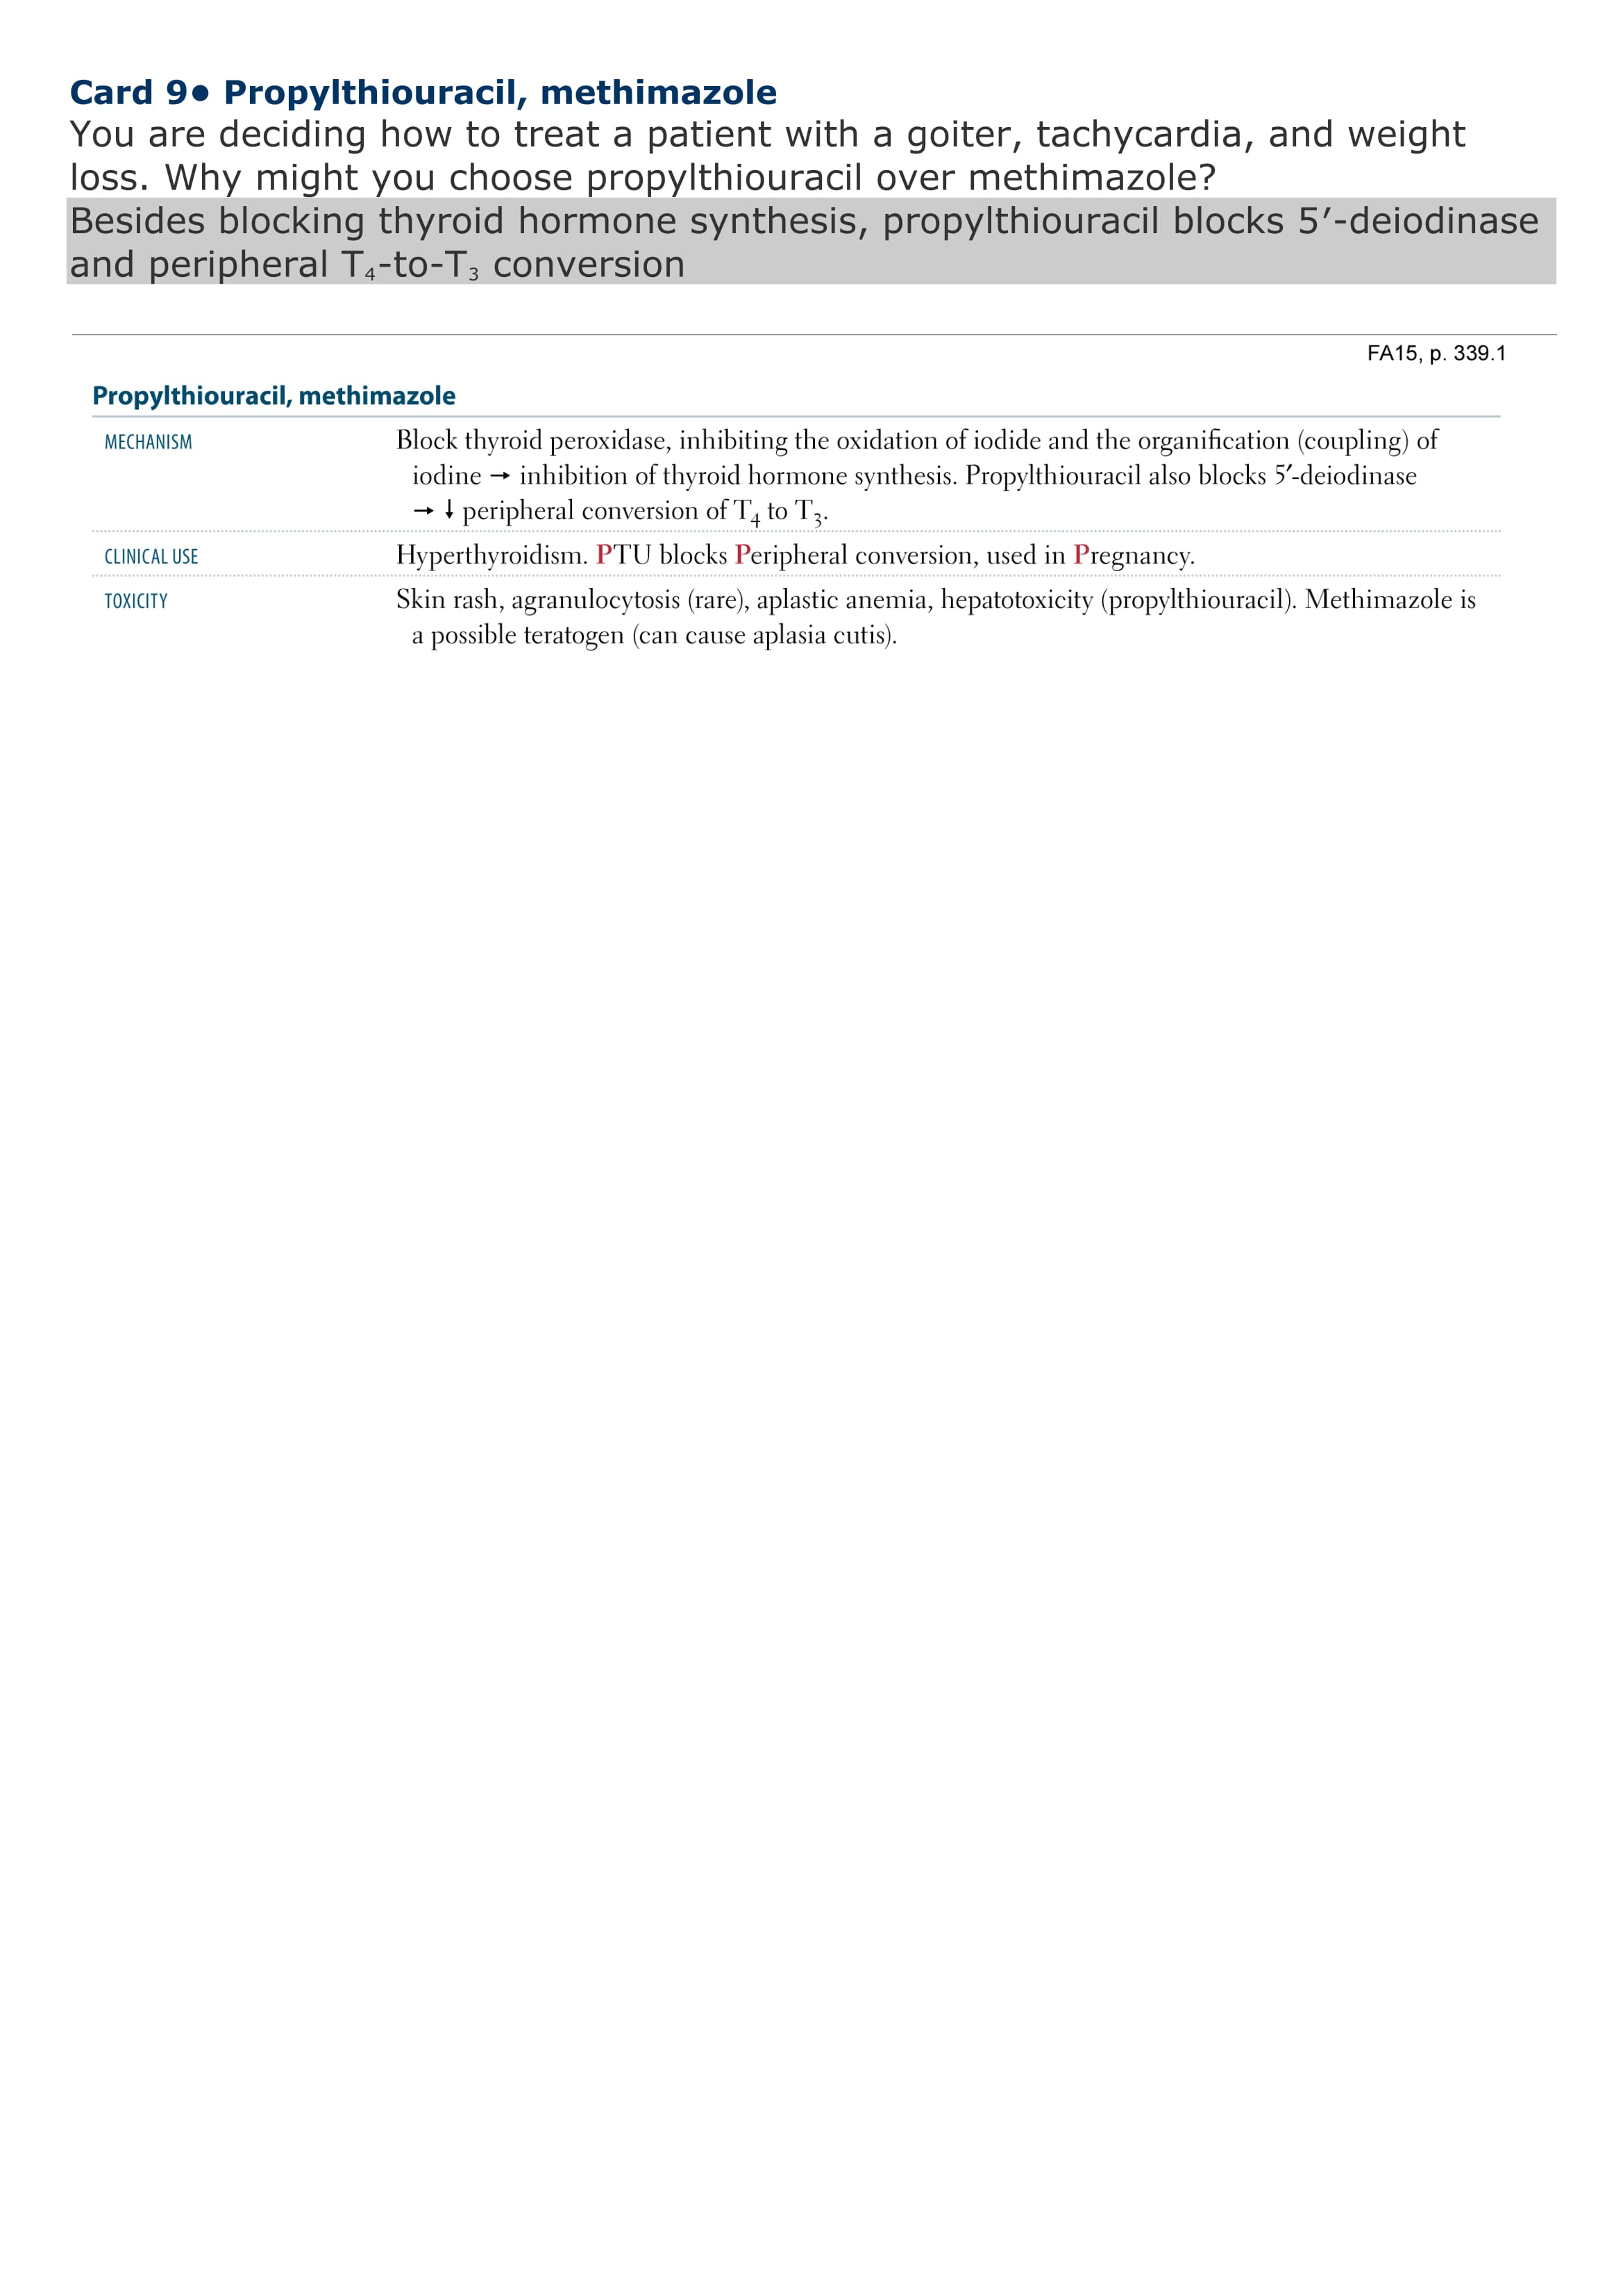 Card 9● Propylthiouracil, methimazole
You are deciding how to treat a patient with a goiter, tachycardia, and weight
loss. Why might you choose propylthiouracil over methimazole?
Besides blocking thyroid hormone synthesis, propylthiouracil blocks 5′-deiodinase
and peripheral T₄-to-T₃ conversion
FA15, p. 339.1
Propylthiouracil, methimazole
MECHANISM Block thyroid peroxidase, inhibiting the oxidation of iodide and the organification (coupling) of
iodine → inhibition of thyroid hormone synthesis. Propylthiouracil also blocks 5′-deiodinase
→ ↓ peripheral conversion of T₄ to T₃.
CLINICAL USE Hyperthyroidism. PTU blocks Peripheral conversion, used in Pregnancy.
TOXICITY Skin rash, agranulocytosis (rare), aplastic anemia, hepatotoxicity (propylthiouracil). Methimazole is
a possible teratogen (can cause aplasia cutis).